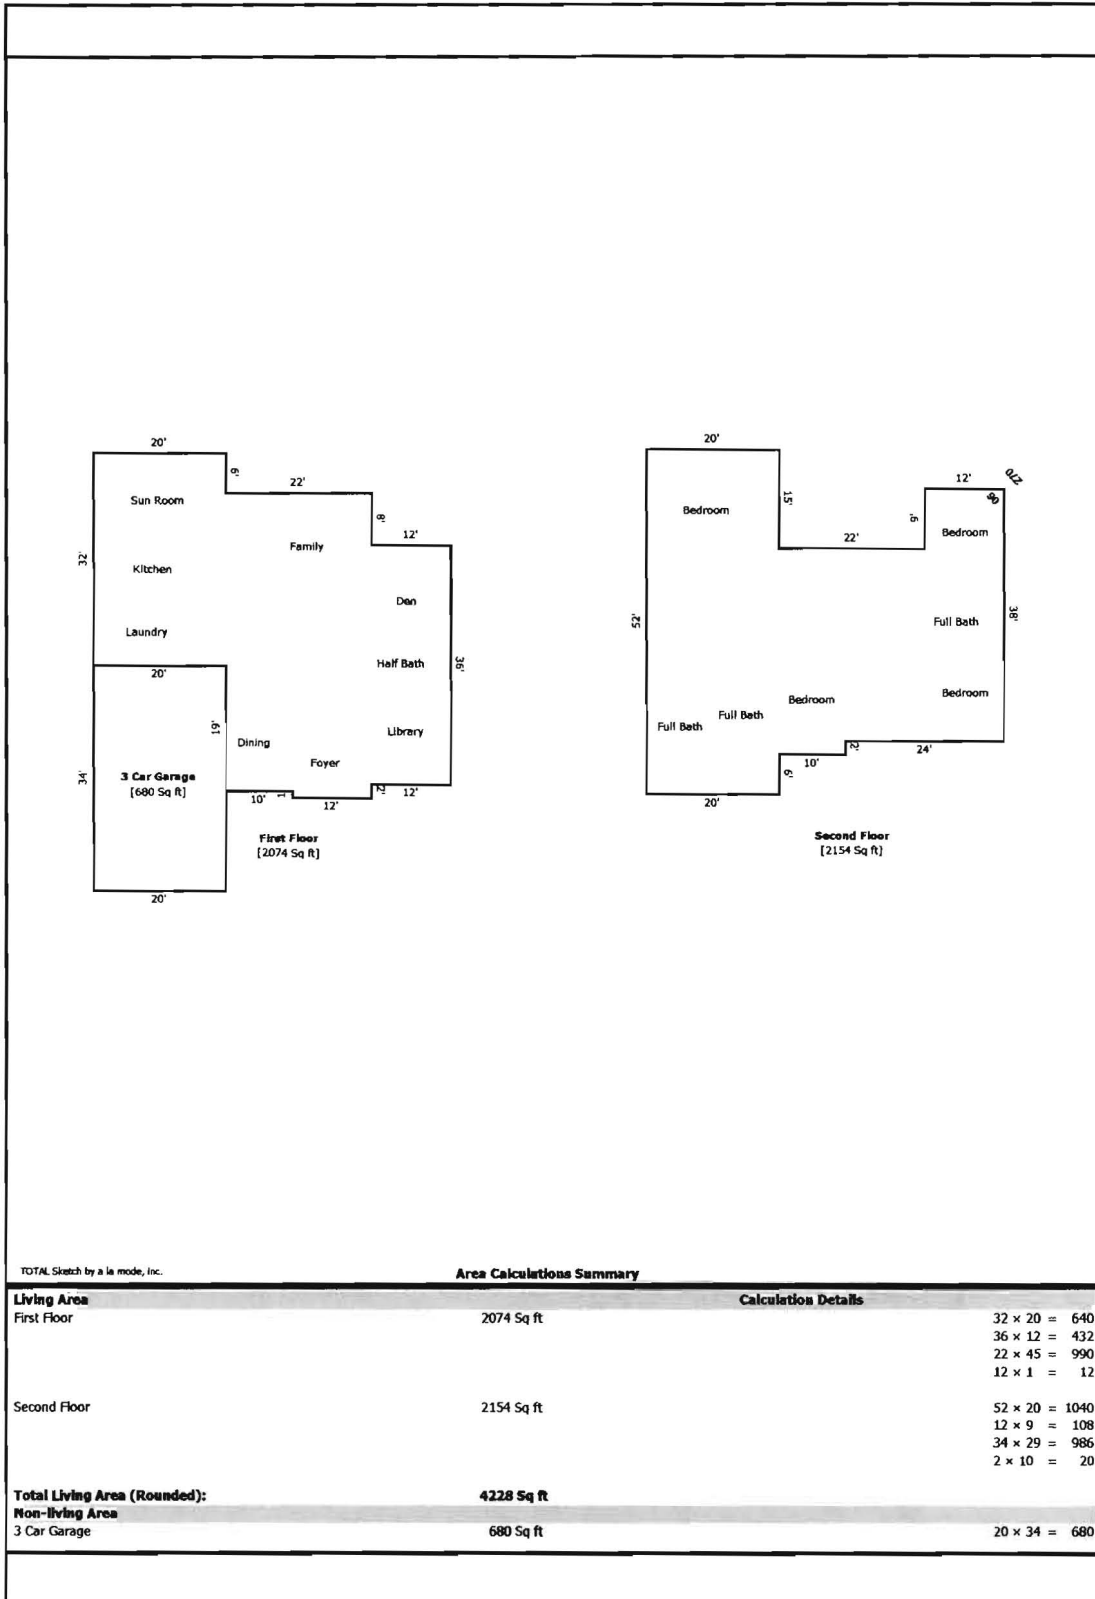 20'
6'
22'
Sun Room
8'
12'
Family
32'
Kitchen
Den
Laundry
Half Bath
36'
20'
19'
Dining
Library
Foyer
34'
3 Car Garage
[680 Sq ft]
10'
1'
12'
2'
12'
First Floor
[2074 Sq ft]
20'
20'
15'
12'
270
90
Bedroom
9'
22'
Bedroom
52'
Full Bath
38'
Bedroom
Bedroom
Full Bath
Full Bath
2'
24'
10'
6'
20'
Second Floor
[2154 Sq ft]
TOTAL Sketch by a la mode, inc.
Area Calculations Summary
Living Area Calculation Details
First Floor 2074 Sq ft 32 × 20 = 640
36 × 12 = 432
22 × 45 = 990
12 × 1 = 12
Second Floor 2154 Sq ft 52 × 20 = 1040
12 × 9 = 108
34 × 29 = 986
2 × 10 = 20
Total Living Area (Rounded): 4228 Sq ft
Non-living Area
3 Car Garage 680 Sq ft 20 × 34 = 680